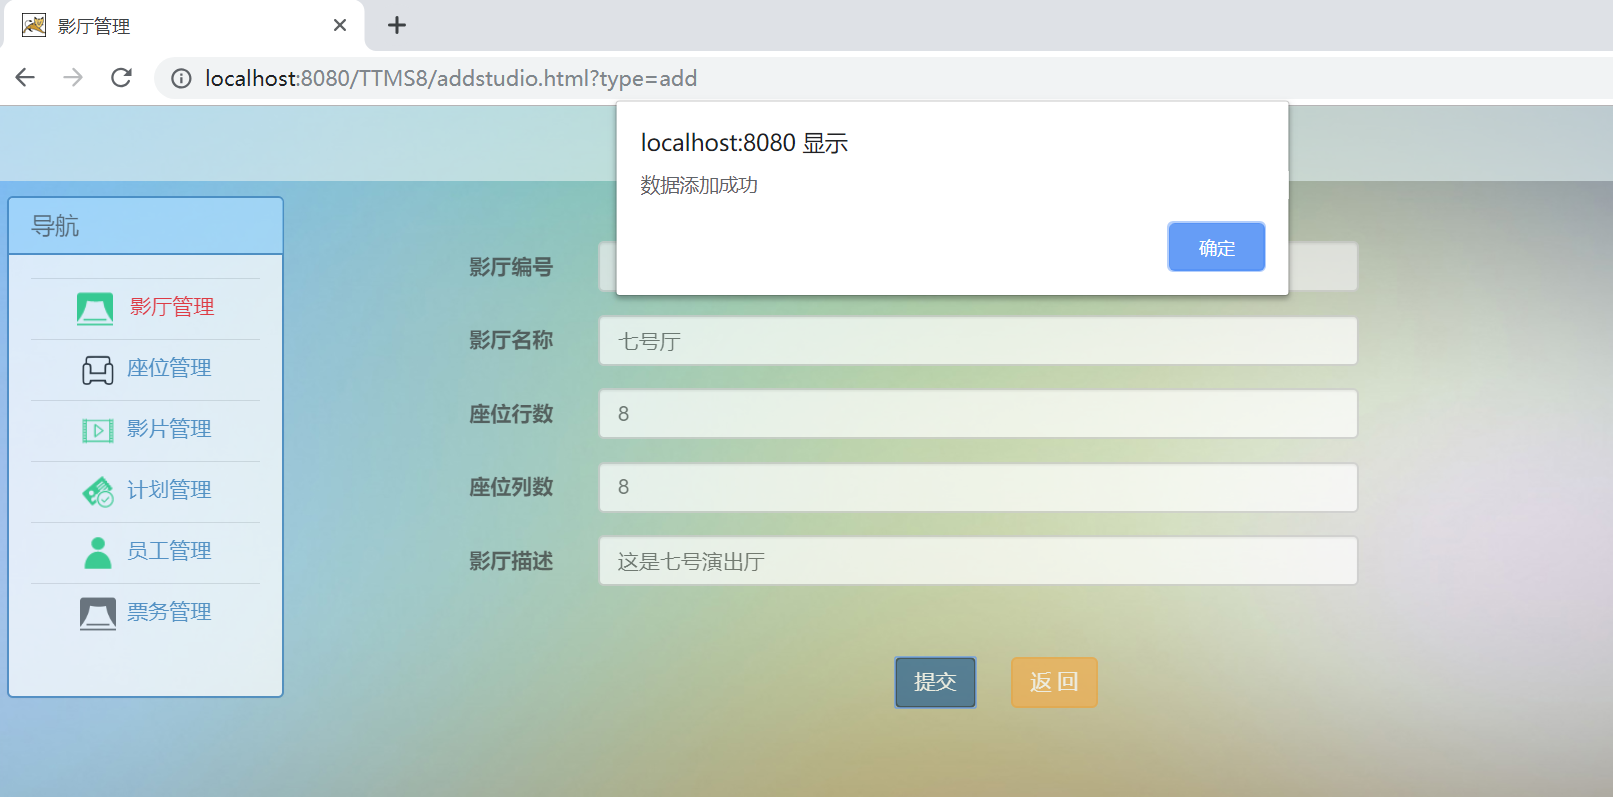 影厅管理
localhost:8080/TTMS8/addstudio.html?type=add
localhost:8080 显示
数据添加成功
确定
导航
影厅管理
座位管理
影片管理
计划管理
员工管理
票务管理
影厅编号
影厅名称 七号厅
座位行数 8
座位列数 8
影厅描述 这是七号演出厅
提交 返回